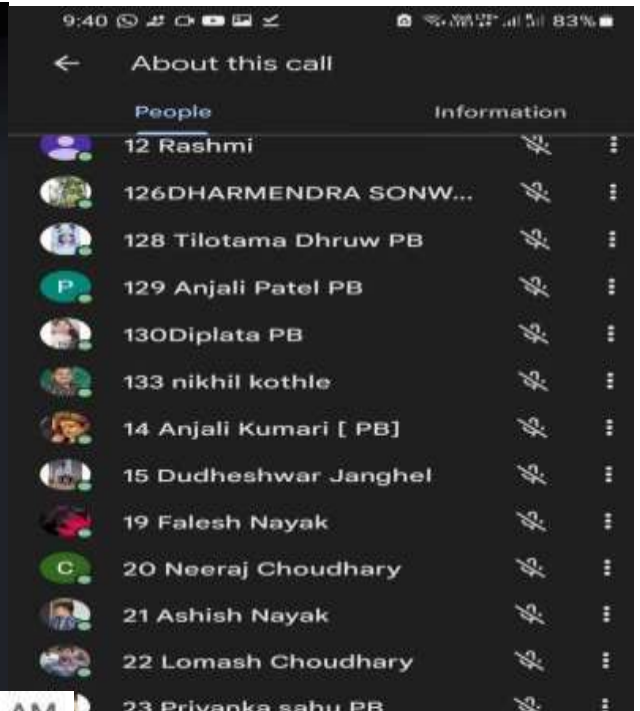 9:40 83%
About this call
People Information
12 Rashmi
126DHARMENDRA SONW...
128 Tilotama Dhruw PB
P 129 Anjali Patel PB
130Diplata PB
133 nikhil kothle
14 Anjali Kumari [ PB]
15 Dudheshwar Janghel
19 Falesh Nayak
C 20 Neeraj Choudhary
21 Ashish Nayak
22 Lomash Choudhary
AM 23 Priyanka sahu PB